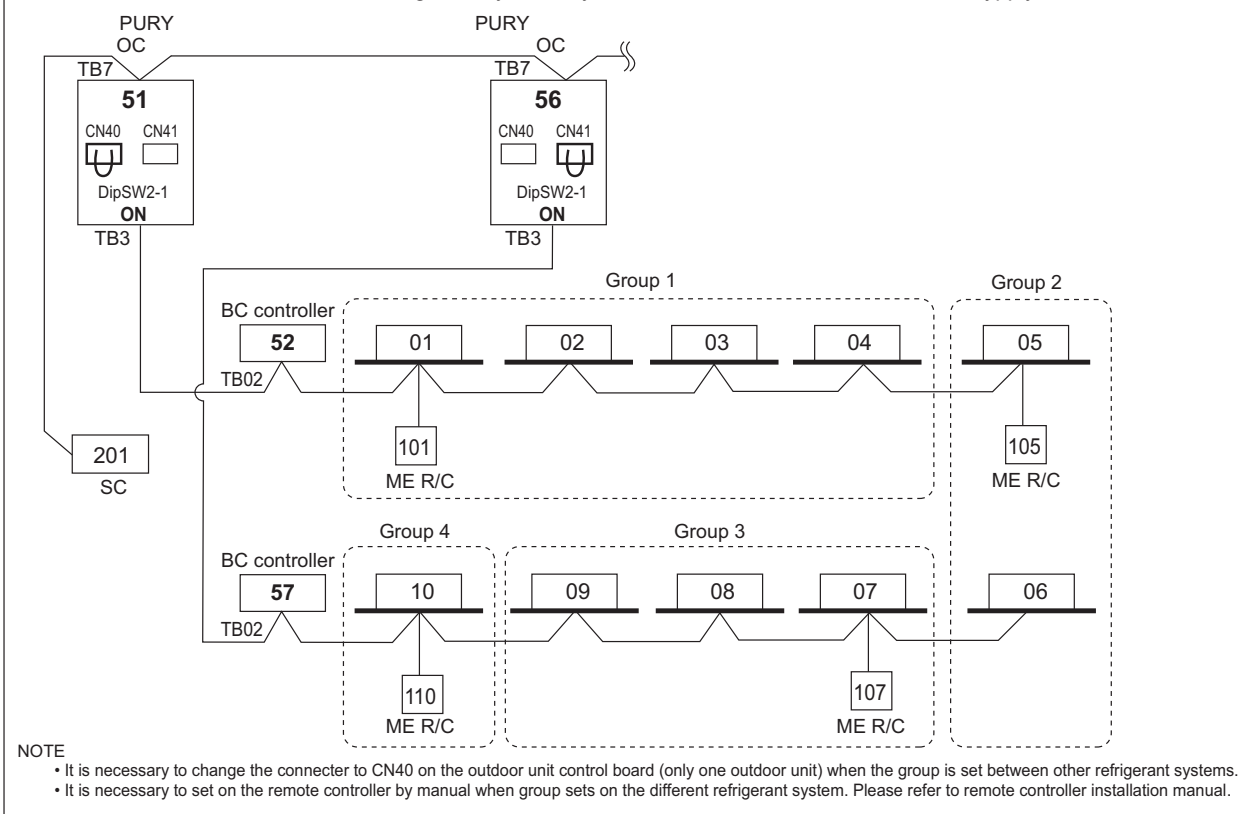 PURY PURY
OC OC
TB7 TB7
51 56
CN40 CN41 CN40 CN41
DipSW2-1 DipSW2-1
ON ON
TB3 TB3
Group 1 Group 2
BC controller
52 01 02 03 04 05
TB02
101 105
201 ME R/C ME R/C
SC
Group 4 Group 3
BC controller
57 10 09 08 07 06
TB02
110 107
ME R/C ME R/C
NOTE
• It is necessary to change the connecter to CN40 on the outdoor unit control board (only one outdoor unit) when the group is set between other refrigerant systems.
• It is necessary to set on the remote controller by manual when group sets on the different refrigerant system. Please refer to remote controller installation manual.